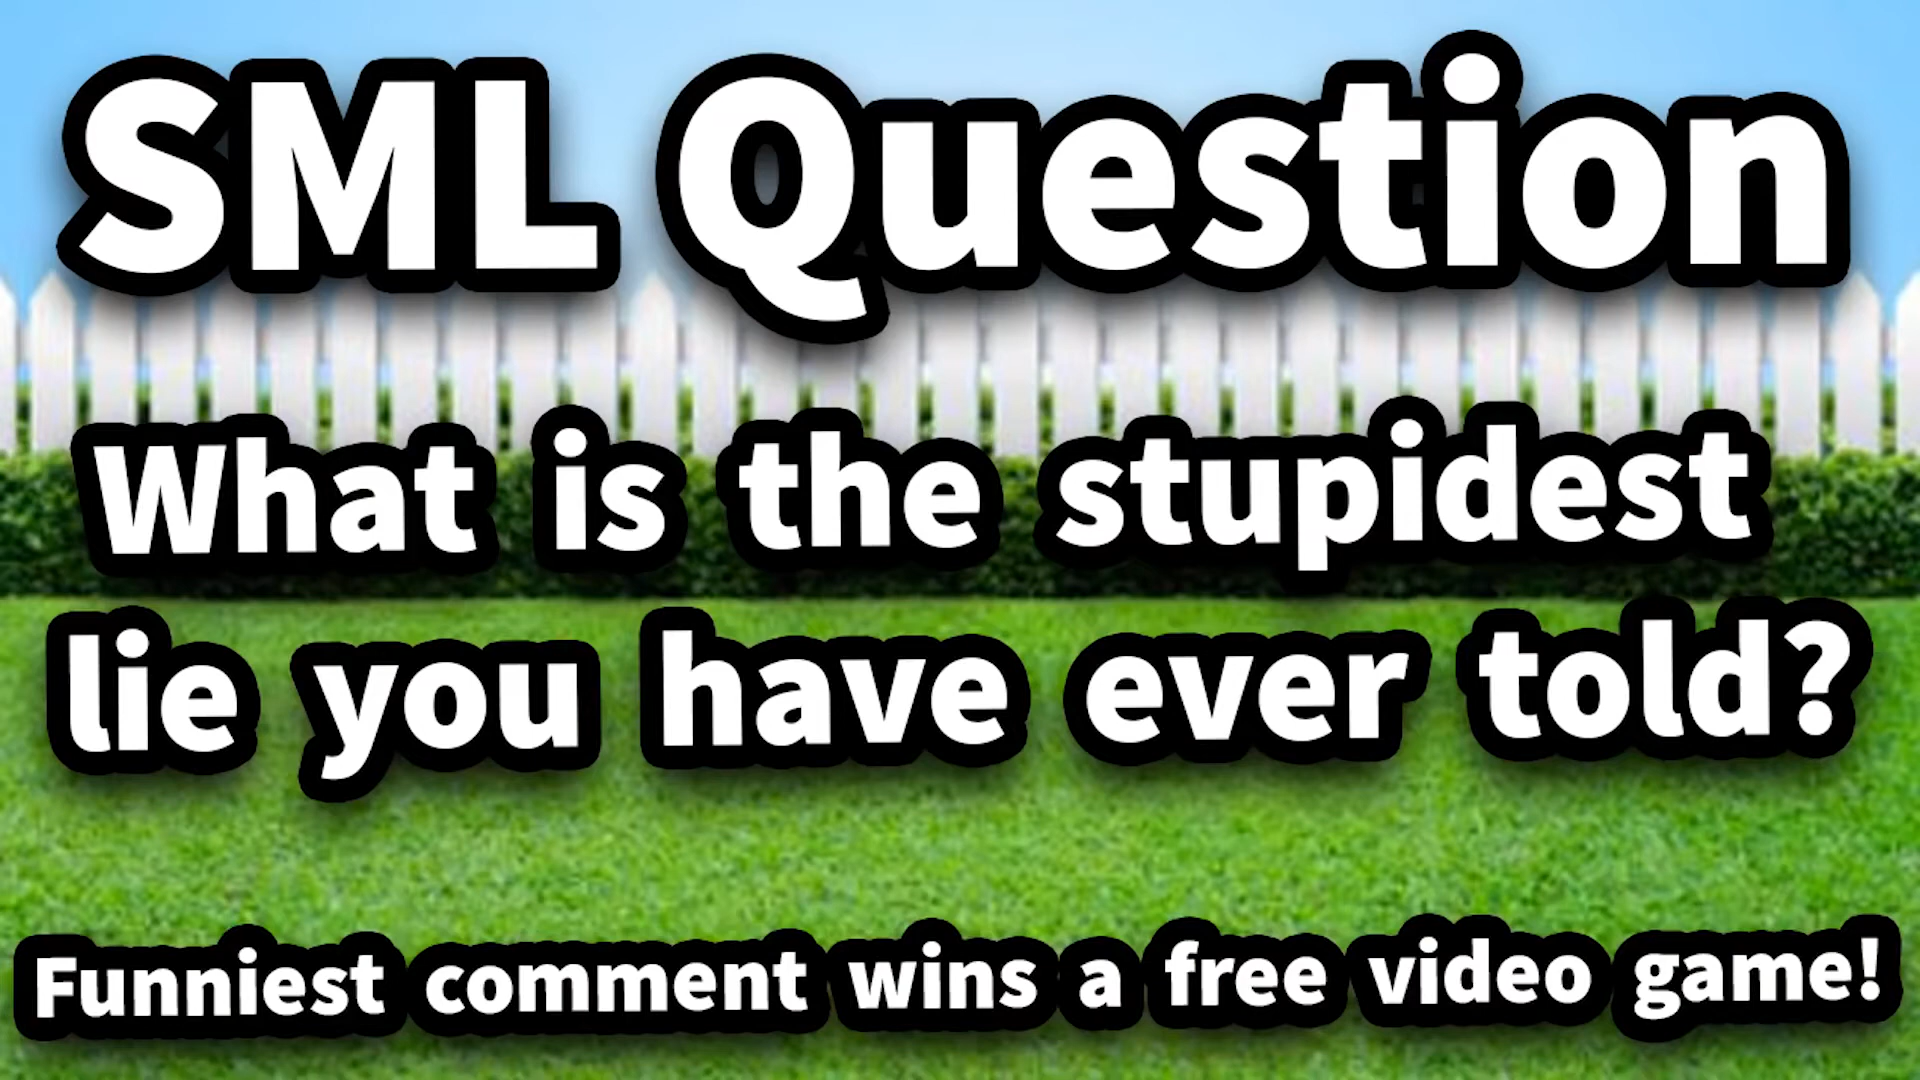 SML Question
What is the stupidest
lie you have ever told?
Funniest comment wins a free video game!